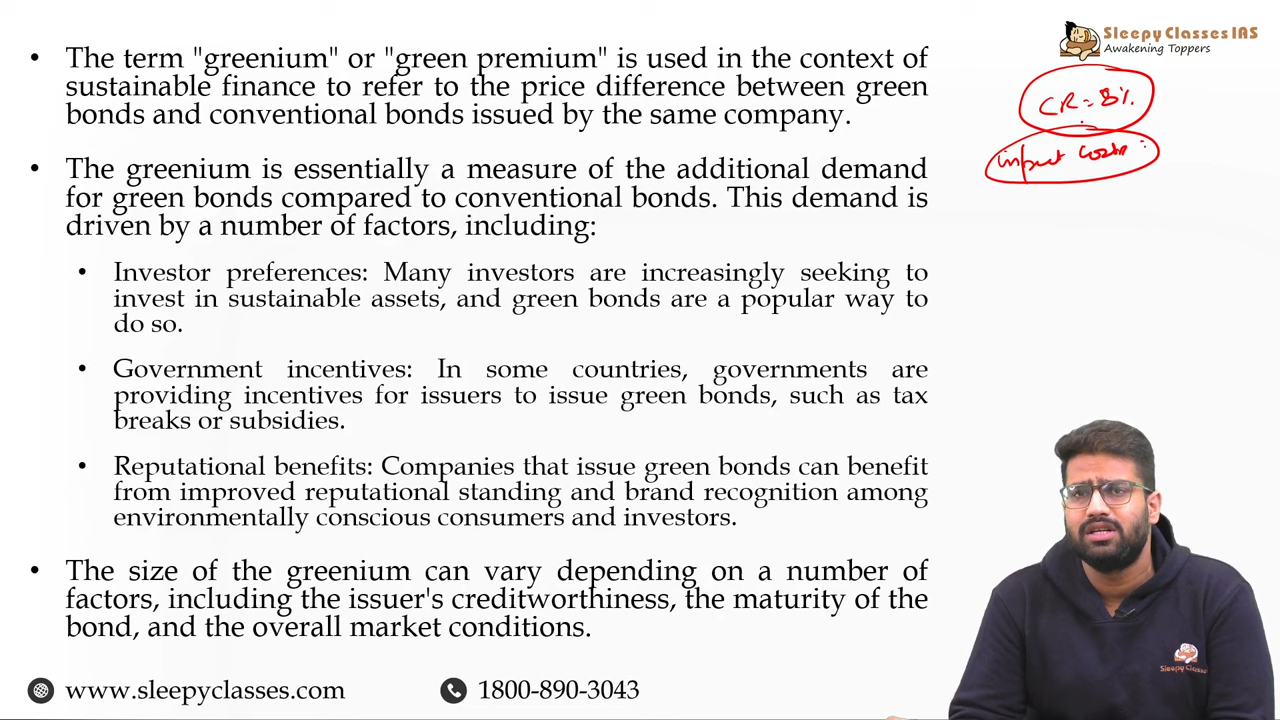 Sleepy Classes IAS
Awakening Toppers
• The term "greenium" or "green premium" is used in the context of
sustainable finance to refer to the price difference between green
bonds and conventional bonds issued by the same company.
CR = 8%
• The greenium is essentially a measure of the additional demand
for green bonds compared to conventional bonds. This demand is
driven by a number of factors, including:
• Investor preferences: Many investors are increasingly seeking to
invest in sustainable assets, and green bonds are a popular way to
do so.
• Government incentives: In some countries, governments are
providing incentives for issuers to issue green bonds, such as tax
breaks or subsidies.
• Reputational benefits: Companies that issue green bonds can benefit
from improved reputational standing and brand recognition among
environmentally conscious consumers and investors.
• The size of the greenium can vary depending on a number of
factors, including the issuer's creditworthiness, the maturity of the
bond, and the overall market conditions.
Sleepy Classes
www.sleepyclasses.com
1800-890-3043